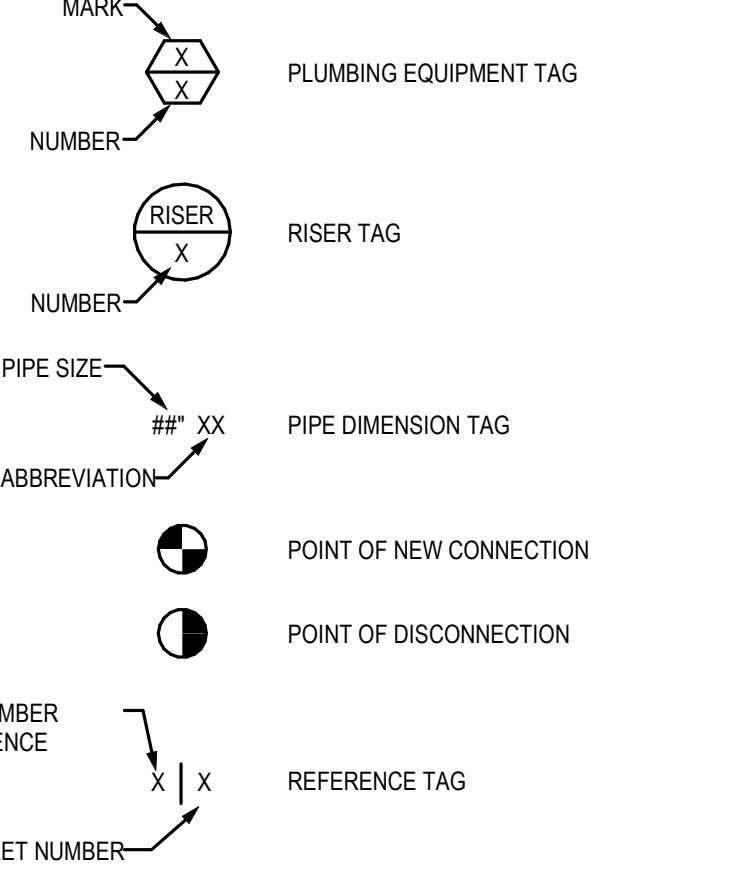 MARK
X
X
PLUMBING EQUIPMENT TAG
NUMBER
RISER
X
RISER TAG
NUMBER
PIPE SIZE
##" XX
PIPE DIMENSION TAG
ABBREVIATION
POINT OF NEW CONNECTION
POINT OF DISCONNECTION
X | X
REFERENCE TAG
NUMBER